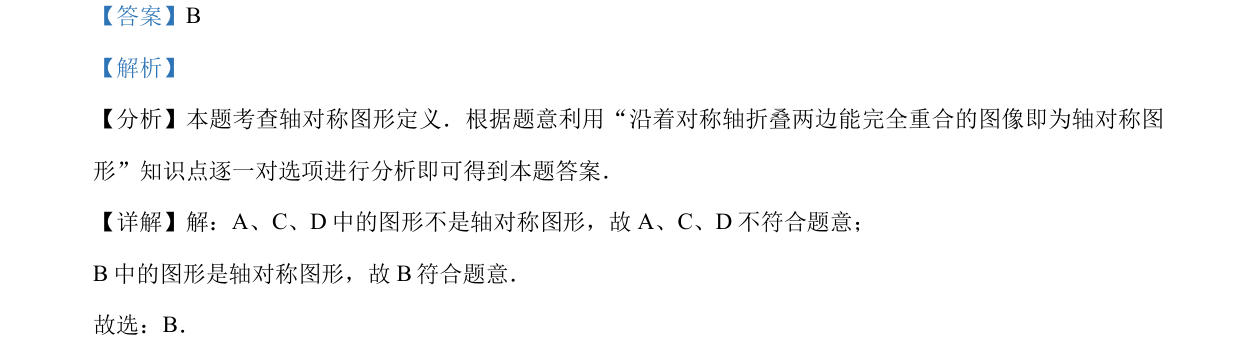 【答案】B
【解析】
【分析】本题考查轴对称图形定义．根据题意利用“沿着对称轴折叠两边能完全重合的图像即为轴对称图
形”知识点逐一对选项进行分析即可得到本题答案．
【详解】解：A、C、D 中的图形不是轴对称图形，故 A、C、D 不符合题意；
B 中的图形是轴对称图形，故 B 符合题意．
故选：B．